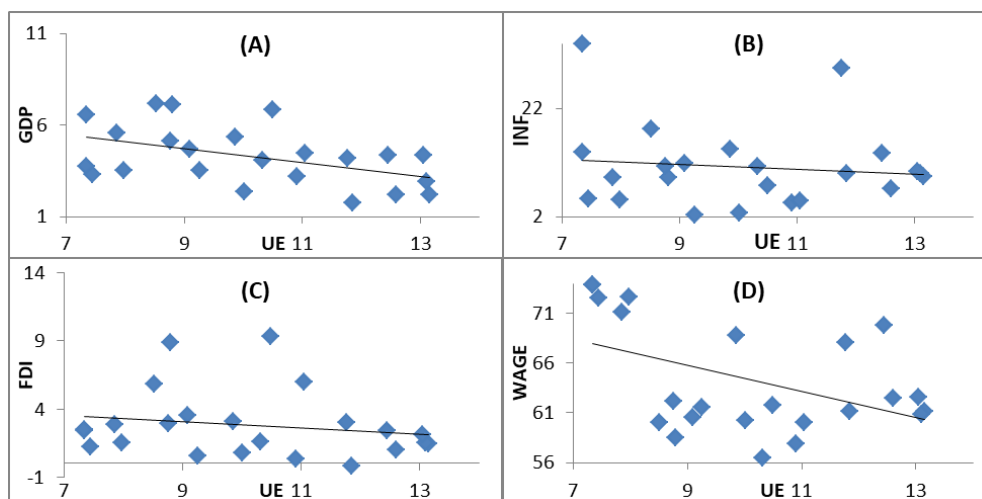 (A)
11
6
1
GDP
7 9 UE 11 13
(B)
22
2
INF
7 9 UE 11 13
(C)
14
9
4
-1
FDI
7 9 UE 11 13
(D)
71
66
61
56
WAGE
7 9 UE 11 13